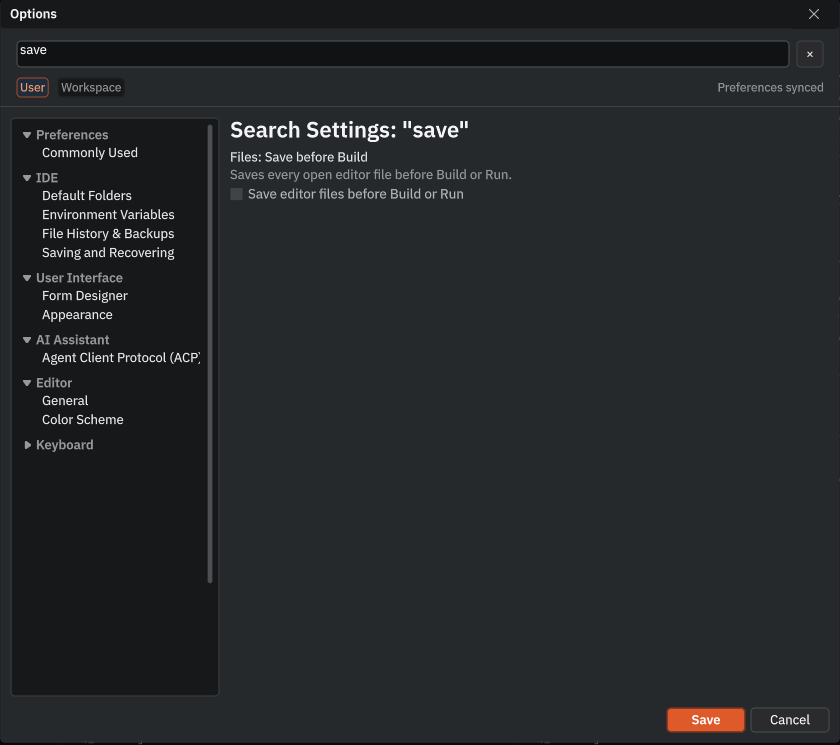 Options
save
×
User
Workspace
Preferences synced
Preferences
Commonly Used
IDE
Default Folders
Environment Variables
File History & Backups
Saving and Recovering
User Interface
Form Designer
Appearance
AI Assistant
Agent Client Protocol (ACP)
Editor
General
Color Scheme
Keyboard
Search Settings: "save"
Files: Save before Build
Saves every open editor file before Build or Run.
Save editor files before Build or Run
Save
Cancel